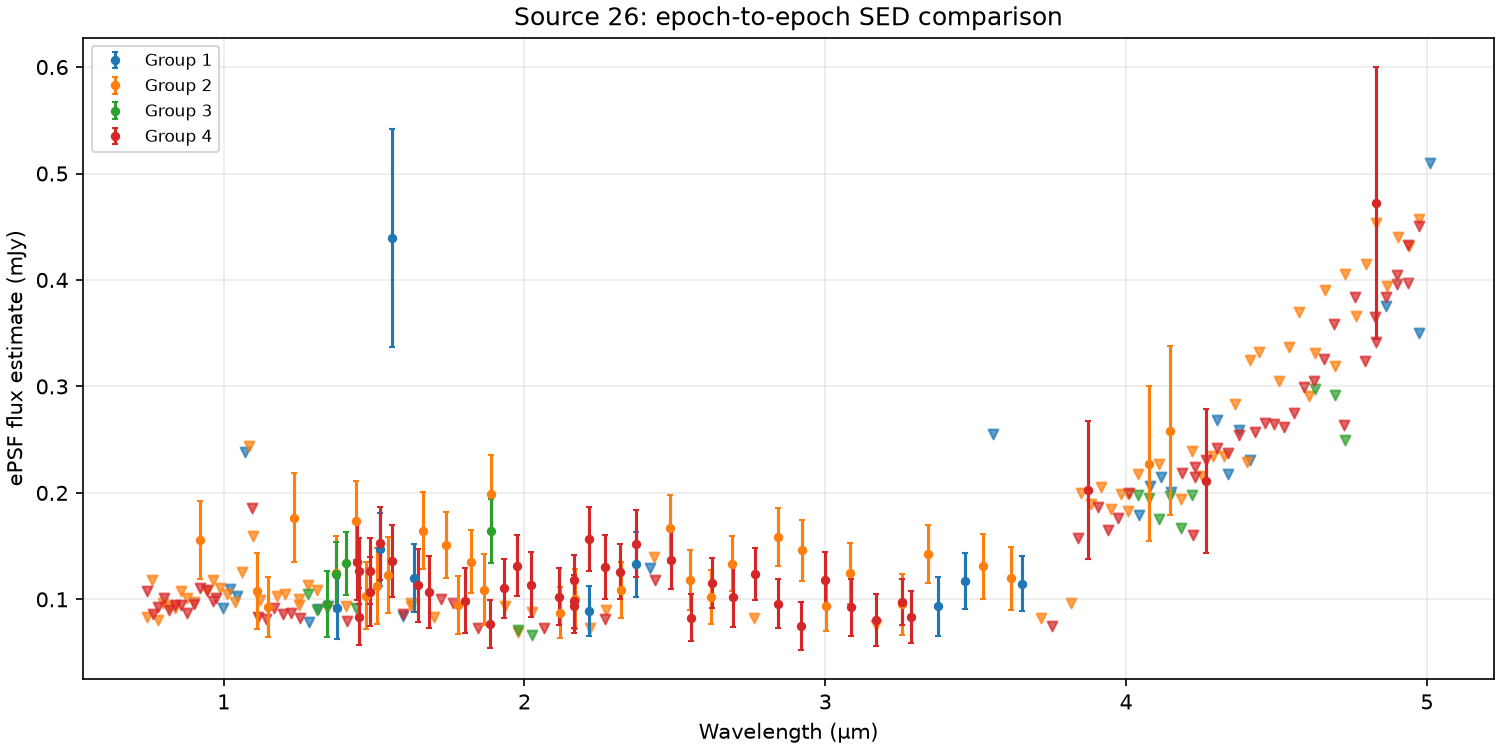 Source 26: epoch-to-epoch SED comparison
Group 1
Group 2
Group 3
Group 4
ePSF flux estimate (mJy)
0.6
0.5
0.4
0.3
0.2
0.1
1 2 3 4 5
Wavelength (μm)